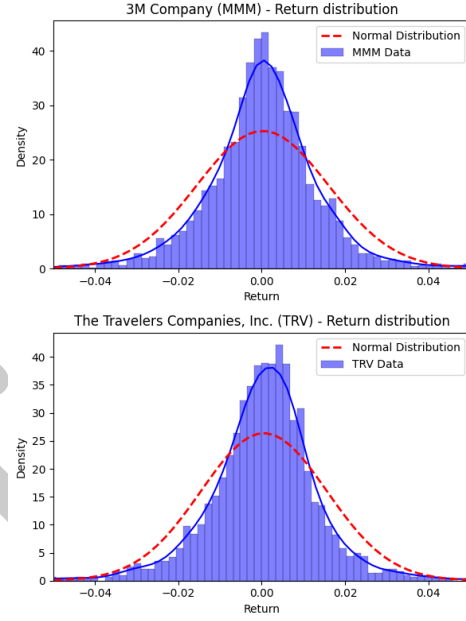 3M Company (MMM) - Return distribution
Normal Distribution
MMM Data
40
30
20
10
0
Density
−0.04 −0.02 0.00 0.02 0.04
Return
The Travelers Companies, Inc. (TRV) - Return distribution
Normal Distribution
TRV Data
40
35
30
25
20
15
10
5
0
Density
−0.04 −0.02 0.00 0.02 0.04
Return